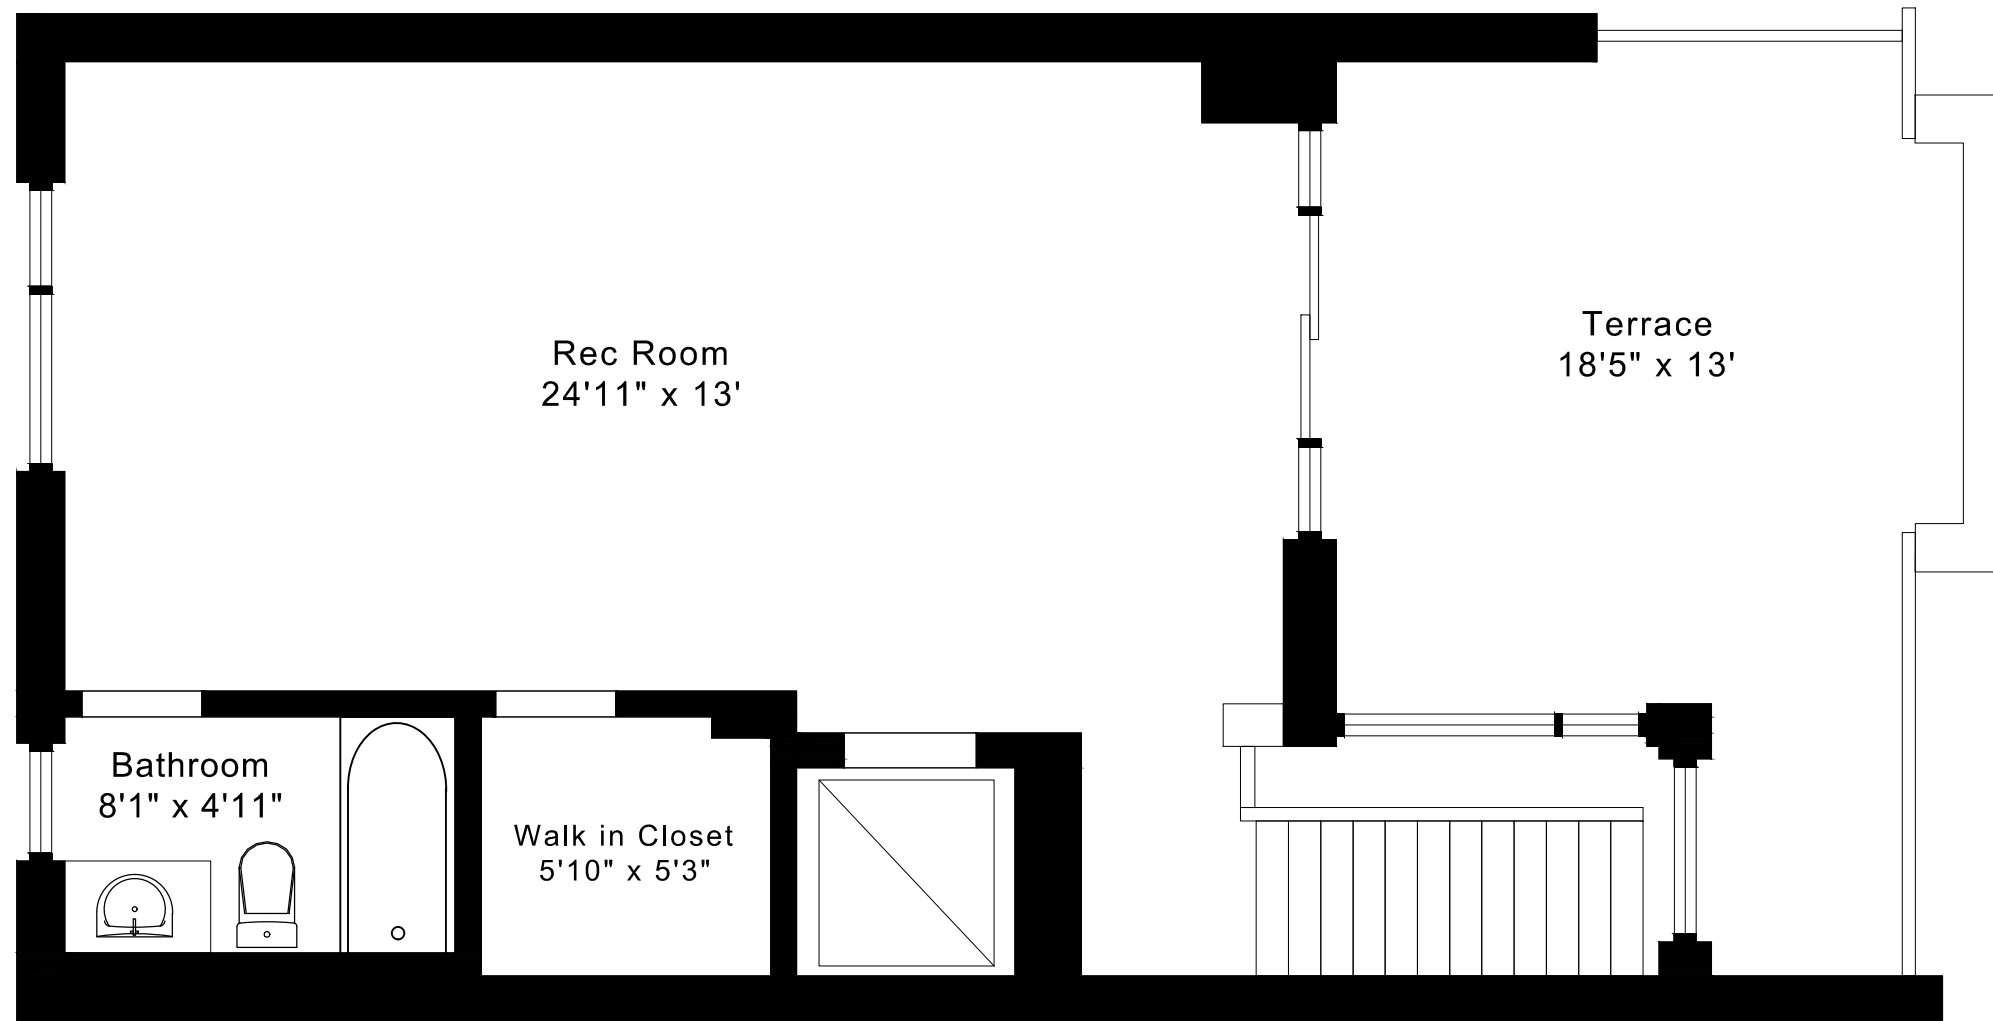 Rec Room
24'11" x 13'
Terrace
18'5" x 13'
Bathroom
8'1" x 4'11"
Walk in Closet
5'10" x 5'3"